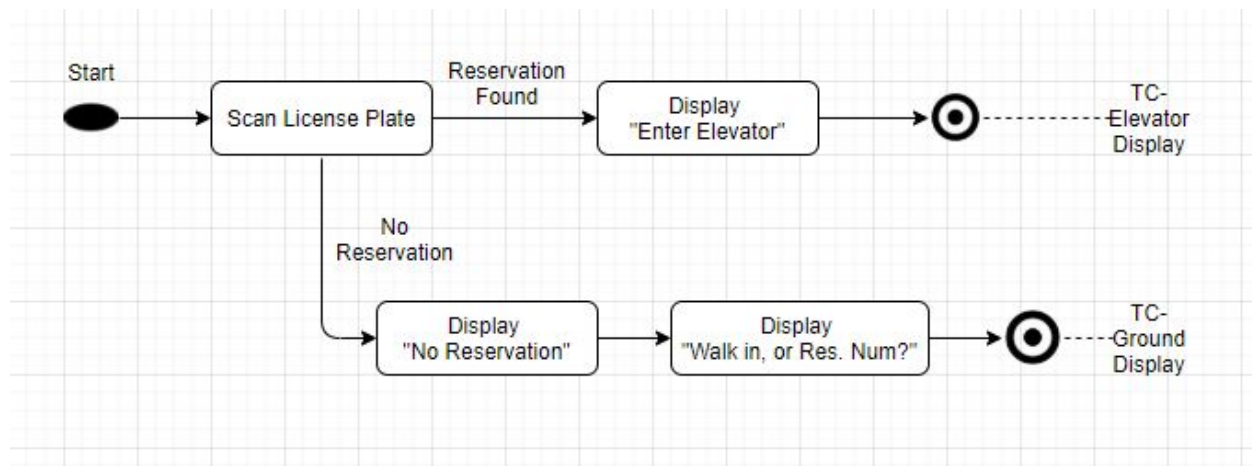 Start
Scan License Plate
Reservation
Found
Display
"Enter Elevator"
TC-
Elevator
Display
No
Reservation
Display
"No Reservation"
Display
"Walk in, or Res. Num?"
TC-
Ground
Display